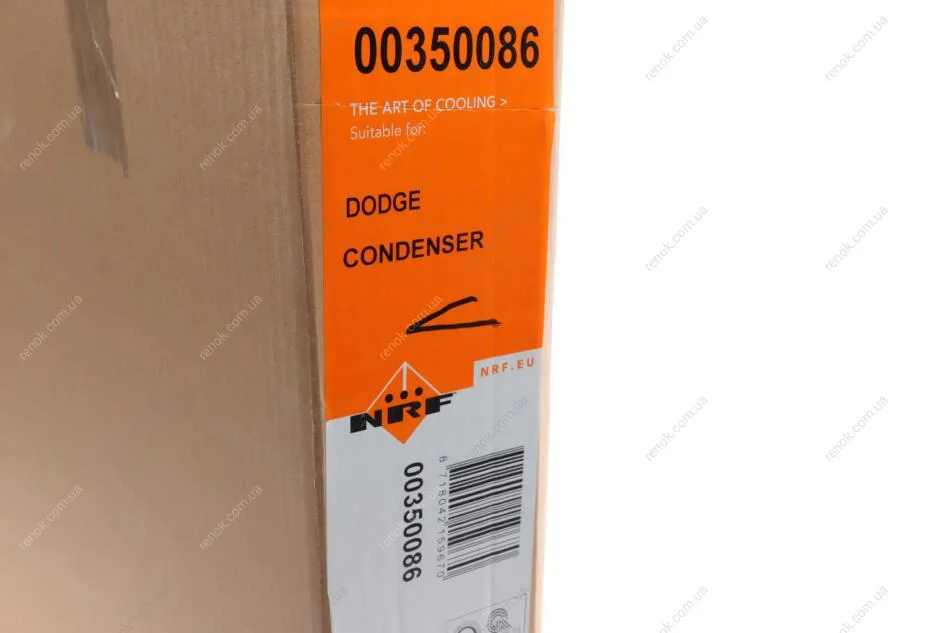 00350086
THE ART OF COOLING >
Suitable for:
DODGE
CONDENSER
NRF.EU
NRF
00350086
8 718042 159670
renok.com.ua